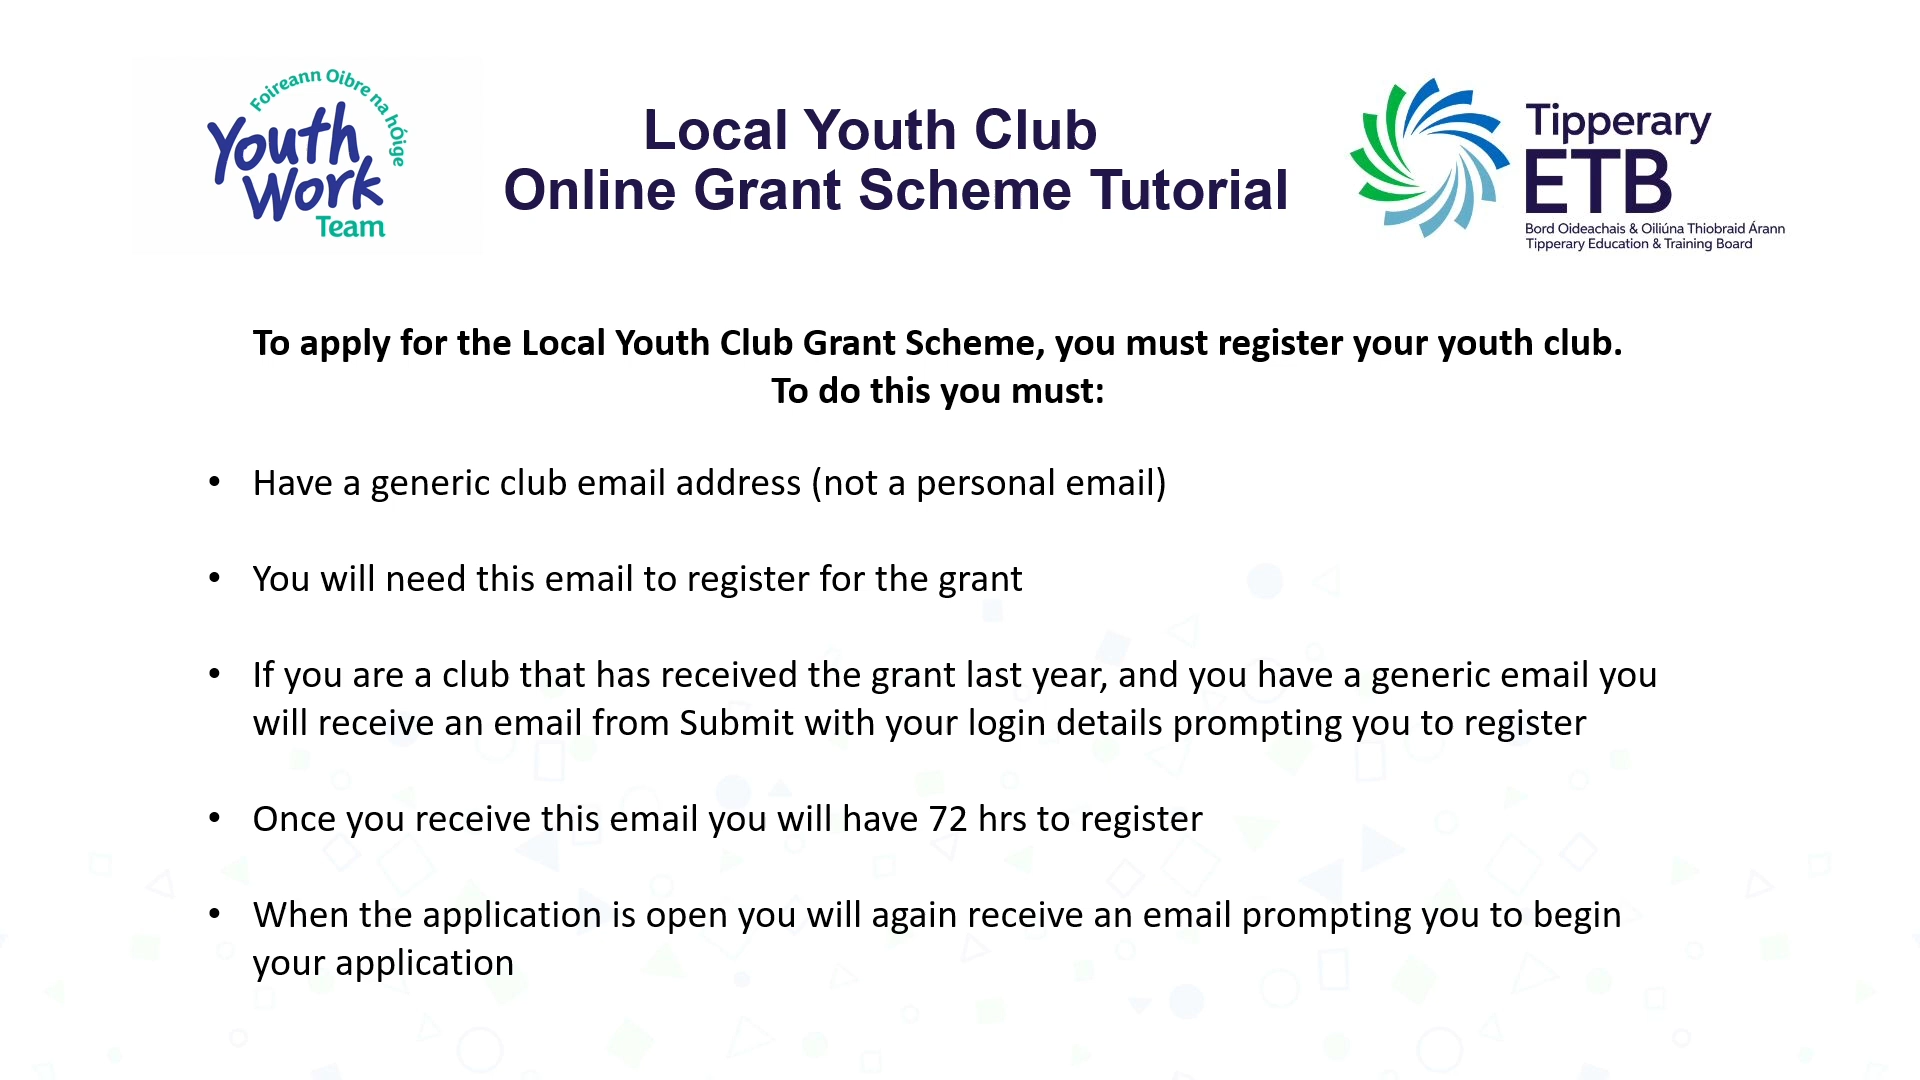 Foireann Oibre na hÓige
Youth
Work
Team
Local Youth Club
Online Grant Scheme Tutorial
Tipperary
ETB
Bord Oideachais & Oiliúna Thiobraid Árann
Tipperary Education & Training Board
To apply for the Local Youth Club Grant Scheme, you must register your youth club.
To do this you must:
• Have a generic club email address (not a personal email)
• You will need this email to register for the grant
• If you are a club that has received the grant last year, and you have a generic email you
will receive an email from Submit with your login details prompting you to register
• Once you receive this email you will have 72 hrs to register
• When the application is open you will again receive an email prompting you to begin
your application